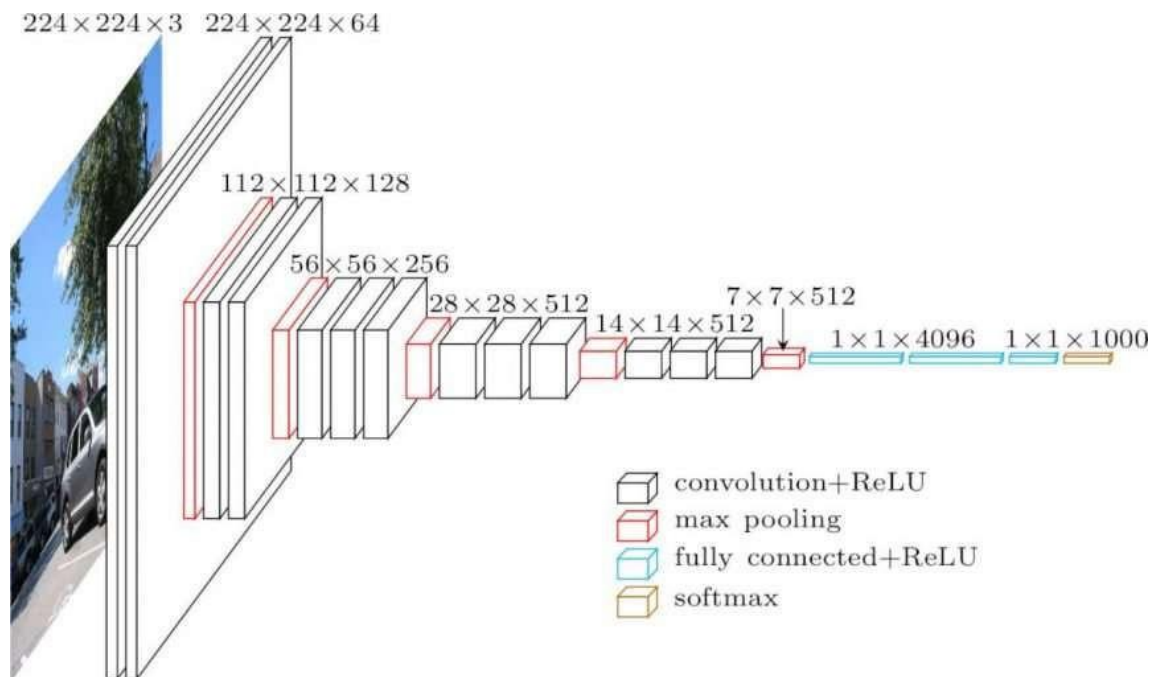 224×224×3
224×224×64
112×112×128
56×56×256
28×28×512
14×14×512
7×7×512
1×1×4096
1×1×1000
convolution+ReLU
max pooling
fully connected+ReLU
softmax